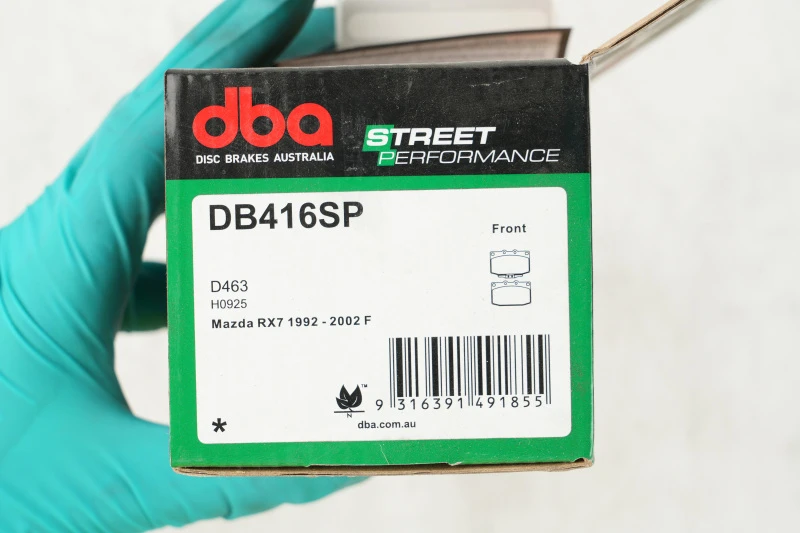 dba
DISC BRAKES AUSTRALIA
STREET
PERFORMANCE
DB416SP
Front
D463
H0925
Mazda RX7 1992 - 2002 F
TM
N
9 316391 491855
dba.com.au
*